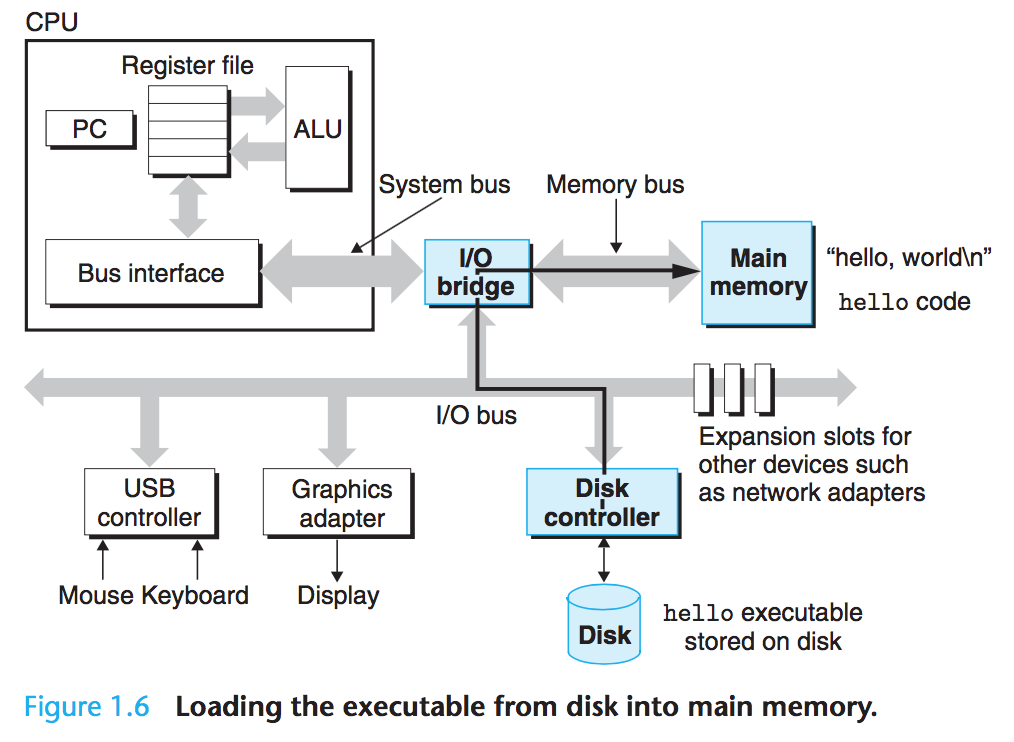 CPU
Register file
PC
ALU
System bus
Memory bus
Bus interface
I/O
bridge
Main
memory
“hello, world\n”
hello code
I/O bus
Expansion slots for
other devices such
as network adapters
USB
controller
Graphics
adapter
Disk
controller
Mouse Keyboard
Display
Disk
hello executable
stored on disk
Figure 1.6 Loading the executable from disk into main memory.